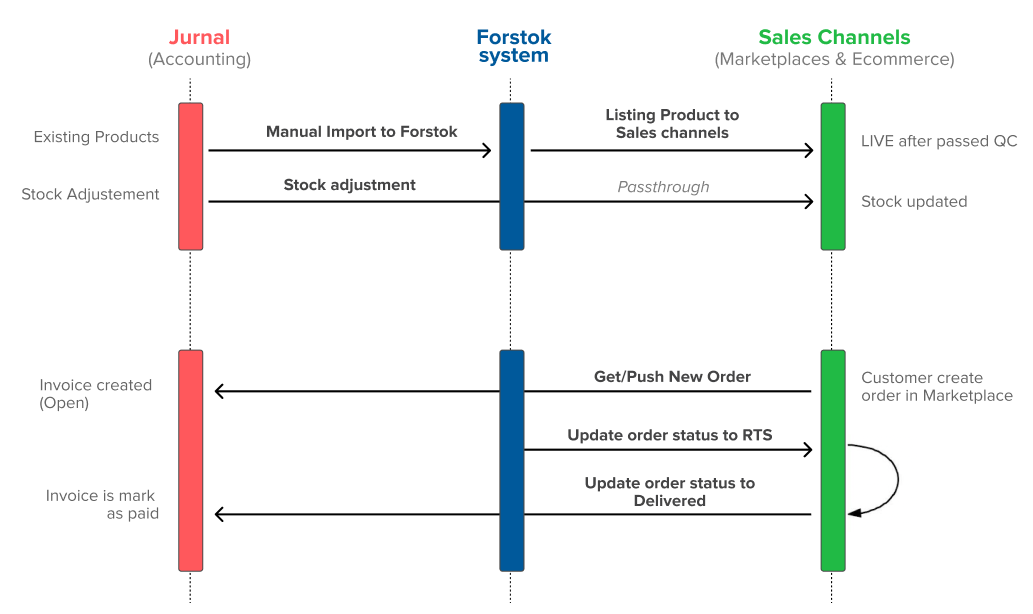 Jurnal
(Accounting)
Forstok
system
Sales Channels
(Marketplaces & Ecommerce)
Existing Products
Manual Import to Forstok
Listing Product to
Sales channels
LIVE after passed QC
Stock Adjustement
Stock adjustment
Passthrough
Stock updated
Invoice created
(Open)
Get/Push New Order
Customer create
order in Marketplace
Update order status to RTS
Invoice is mark
as paid
Update order status to
Delivered